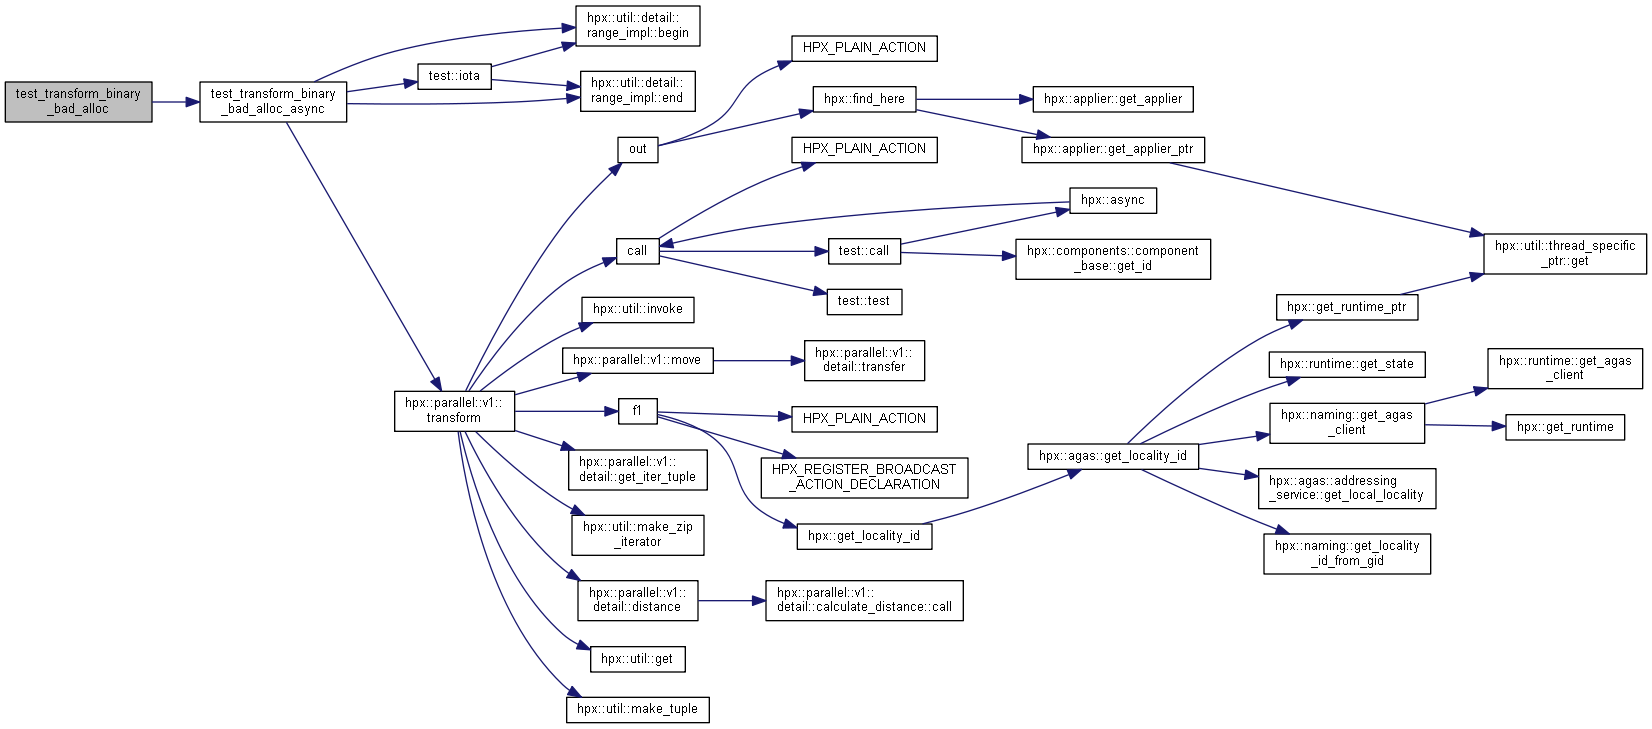 test_transform_binary
_bad_alloc
test_transform_binary
_bad_alloc_async
hpx::util::detail::
range_impl::begin
test::iota
hpx::util::detail::
range_impl::end
hpx::parallel::v1::
transform
out
HPX_PLAIN_ACTION
hpx::find_here
hpx::applier::get_applier
hpx::applier::get_applier_ptr
hpx::util::thread_specific
_ptr::get
call
HPX_PLAIN_ACTION
test::call
hpx::async
hpx::components::component
_base::get_id
test::test
hpx::util::invoke
hpx::parallel::v1::move
hpx::parallel::v1::
detail::transfer
f1
HPX_PLAIN_ACTION
HPX_REGISTER_BROADCAST
_ACTION_DECLARATION
hpx::get_locality_id
hpx::agas::get_locality_id
hpx::get_runtime_ptr
hpx::runtime::get_state
hpx::naming::get_agas
_client
hpx::runtime::get_agas
_client
hpx::get_runtime
hpx::agas::addressing
_service::get_local_locality
hpx::naming::get_locality
_id_from_gid
hpx::parallel::v1::
detail::get_iter_tuple
hpx::util::make_zip
_iterator
hpx::parallel::v1::
detail::distance
hpx::parallel::v1::
detail::calculate_distance::call
hpx::util::get
hpx::util::make_tuple